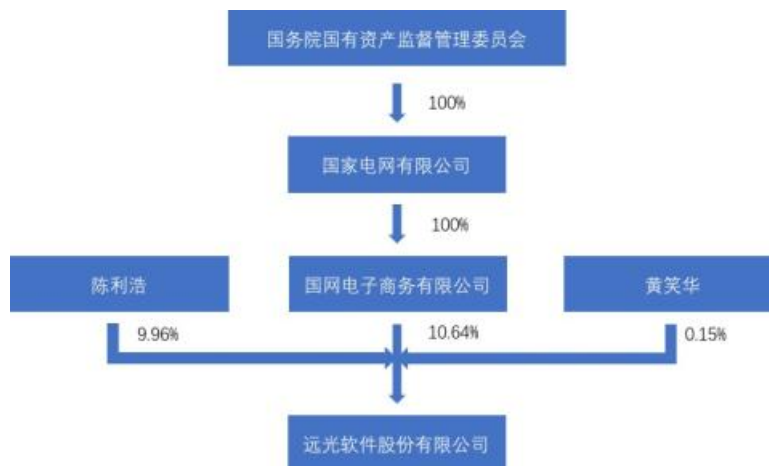 国务院国有资产监督管理委员会
100%
国家电网有限公司
100%
陈利浩
国网电子商务有限公司
黄笑华
9.96%
10.64%
0.15%
远光软件股份有限公司